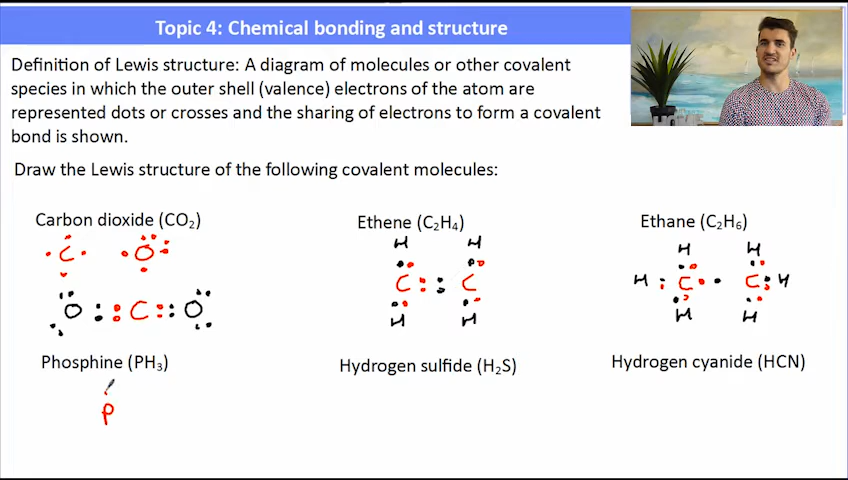 Topic 4: Chemical bonding and structure
Definition of Lewis structure: A diagram of molecules or other covalent
species in which the outer shell (valence) electrons of the atom are
represented dots or crosses and the sharing of electrons to form a covalent
bond is shown.
Draw the Lewis structure of the following covalent molecules:
Carbon dioxide (CO₂)
Ethene (C₂H₄)
Ethane (C₂H₆)
H H
H H
C O
C C
H C C H
O C O
H H
H H
Phosphine (PH₃)
Hydrogen sulfide (H₂S)
Hydrogen cyanide (HCN)
P